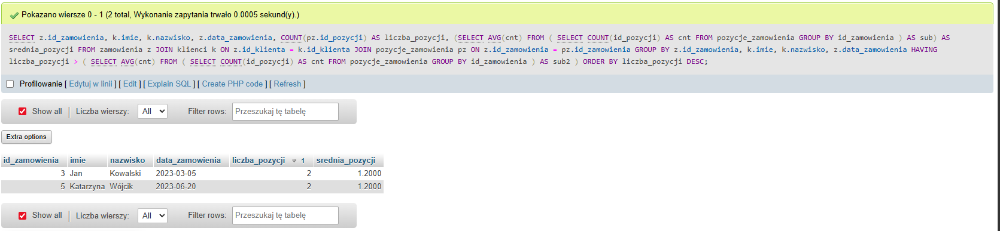 Pokazano wiersze 0 - 1 (2 total, Wykonanie zapytania trwało 0.0005 sekund(y).)
SELECT z.id_zamowienia, k.imie, k.nazwisko, z.data_zamowienia, COUNT(pz.id_pozycji) AS liczba_pozycji, (SELECT AVG(cnt) FROM ( SELECT COUNT(id_pozycji) AS cnt FROM pozycje_zamowienia GROUP BY id_zamowienia ) AS sub) AS
srednia_pozycji FROM zamowienia z JOIN klienci k ON z.id_klienta = k.id_klienta JOIN pozycje_zamowienia pz ON z.id_zamowienia = pz.id_zamowienia GROUP BY z.id_zamowienia, k.imie, k.nazwisko, z.data_zamowienia HAVING
liczba_pozycji > ( SELECT AVG(cnt) FROM ( SELECT COUNT(id_pozycji) AS cnt FROM pozycje_zamowienia GROUP BY id_zamowienia ) AS sub2 ) ORDER BY liczba_pozycji DESC;
Profilowanie [ Edytuj w linii ] [ Edit ] [ Explain SQL ] [ Create PHP code ] [ Refresh ]
Show all Liczba wierszy: All Filter rows: Przeszukaj tę tabelę
Extra options
id_zamowienia imie nazwisko data_zamowienia liczba_pozycji 1 srednia_pozycji
3 Jan Kowalski 2023-03-05 2 1.2000
5 Katarzyna Wójcik 2023-06-20 2 1.2000
Show all Liczba wierszy: All Filter rows: Przeszukaj tę tabelę